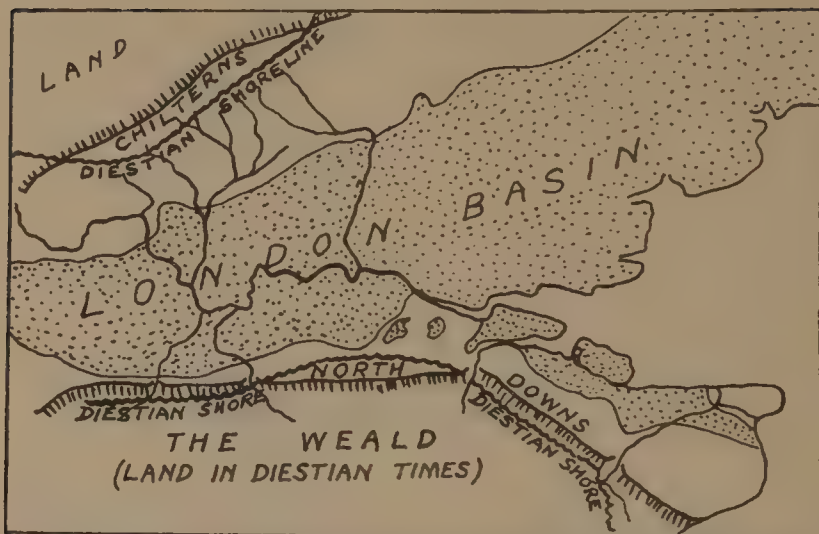 LAND
CHILTERNS
DIESTIAN SHORELINE
LONDON BASIN
NORTH
DOWNS
DIESTIAN SHORE
DIESTIAN SHORE
THE WEALD
(LAND IN DIESTIAN TIMES)